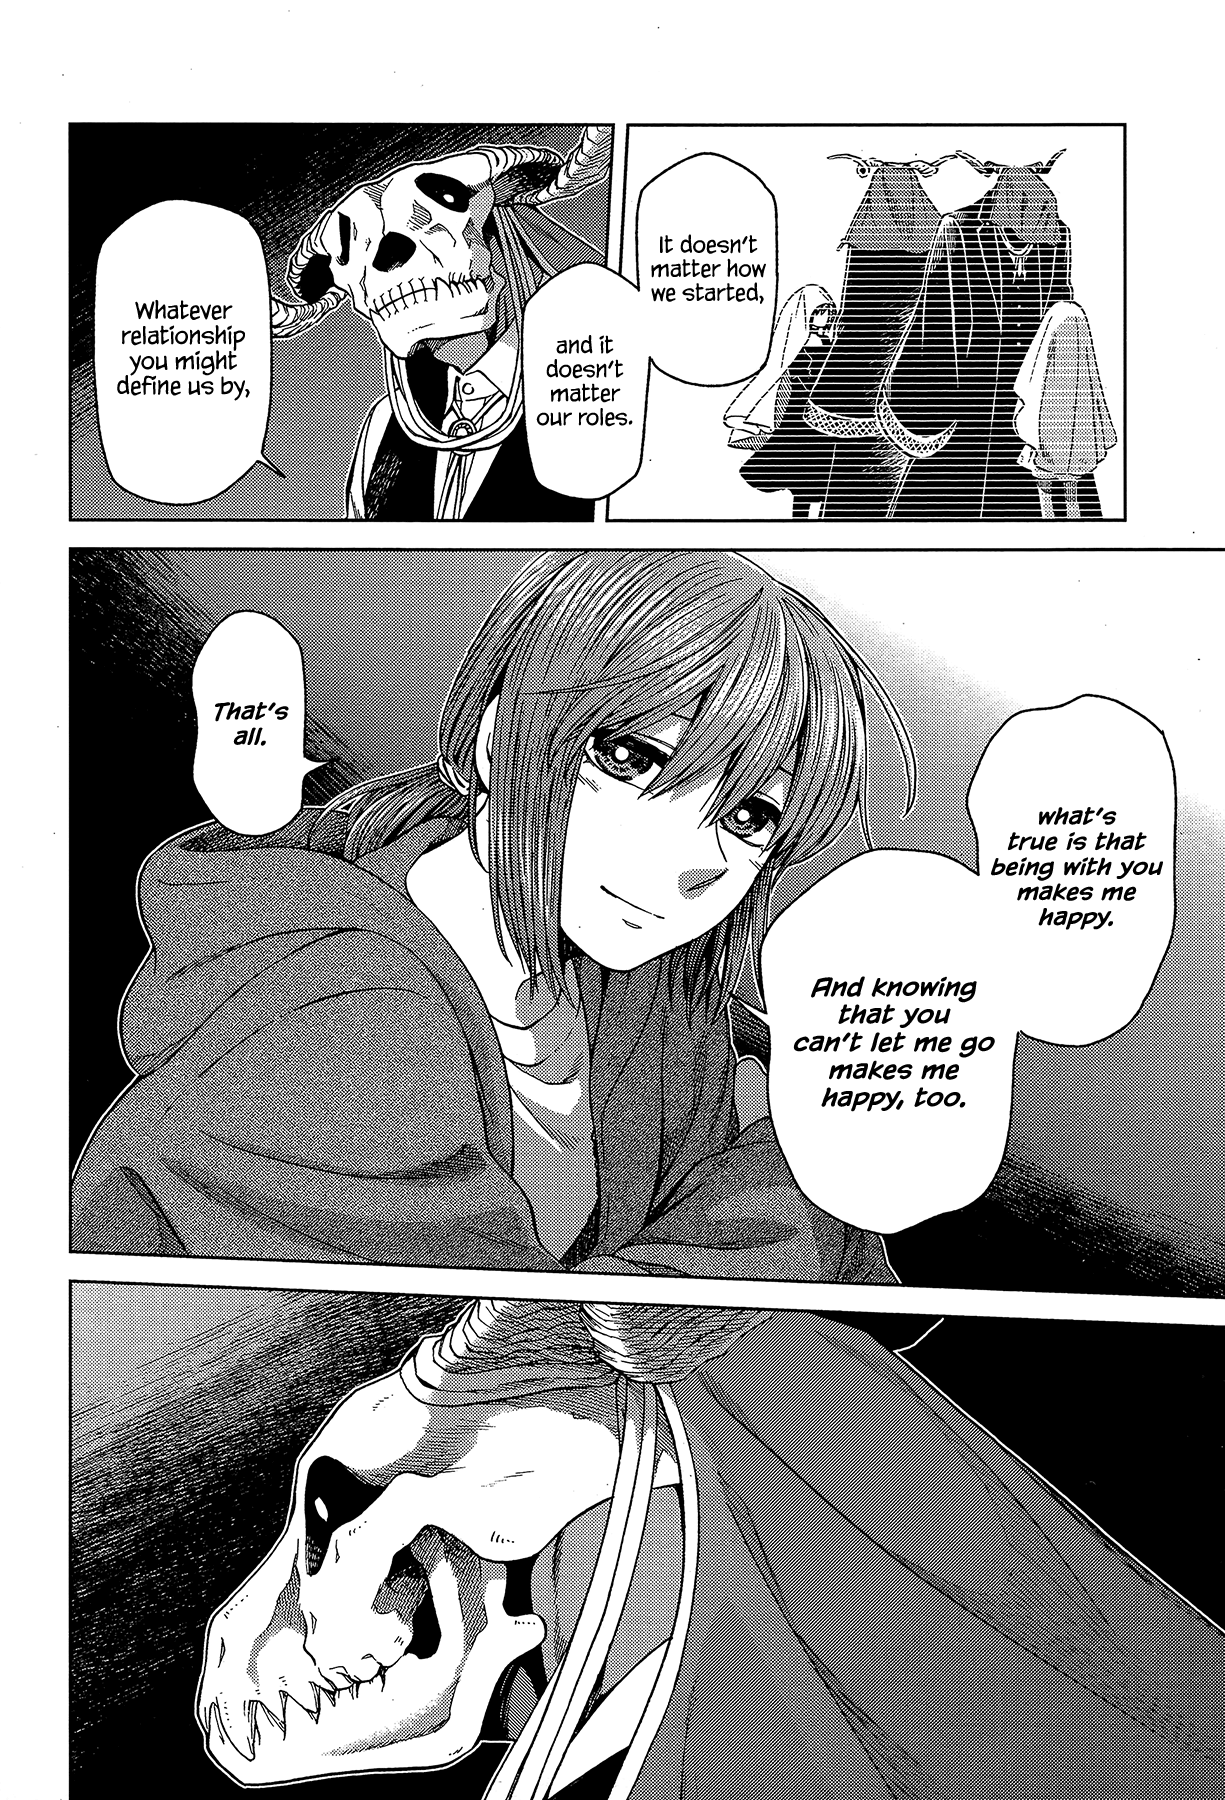 It doesn't
matter how
we started,
and it
doesn't
matter
our roles.
Whatever
relationship
you might
define us by,
what's
true is that
being with you
makes me
happy.
And knowing
that you
can't let me go
makes me
happy, too.
That's
all.